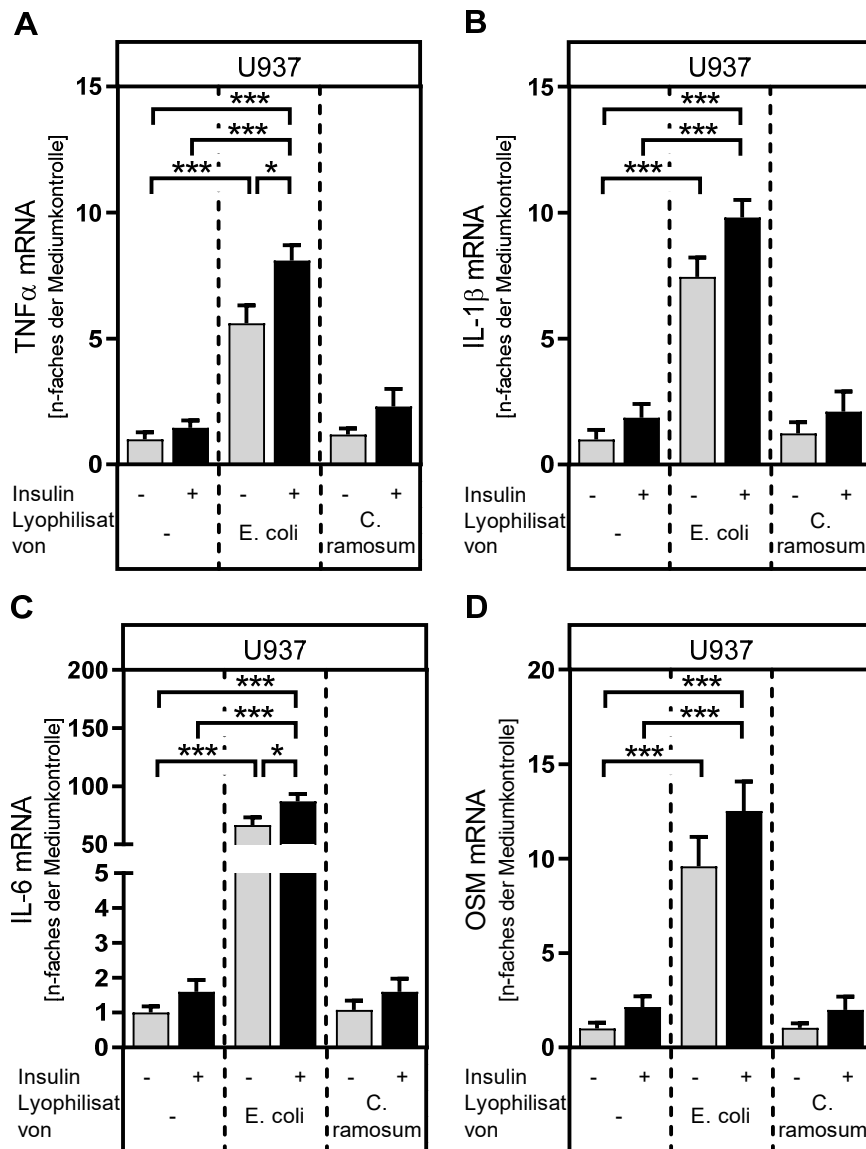 A
U937
TNFα mRNA
[n-faches der Mediumkontrolle]
15
10
5
0
***
***
***
*
Insulin - + - + - +
Lyophilisat
von
-
E. coli
C.
ramosum
B
U937
IL-1β mRNA
[n-faches der Mediumkontrolle]
15
10
5
0
***
***
***
- + - + - +
-
E. coli
C.
ramosum
C
U937
IL-6 mRNA
[n-faches der Mediumkontrolle]
200
150
100
50
5
4
3
2
1
0
***
***
***
*
Insulin - + - + - +
Lyophilisat
von
-
E. coli
C.
ramosum
D
U937
OSM mRNA
[n-faches der Mediumkontrolle]
20
15
10
5
0
***
***
***
Insulin - + - + - +
Lyophilisat
von
-
E. coli
C.
ramosum